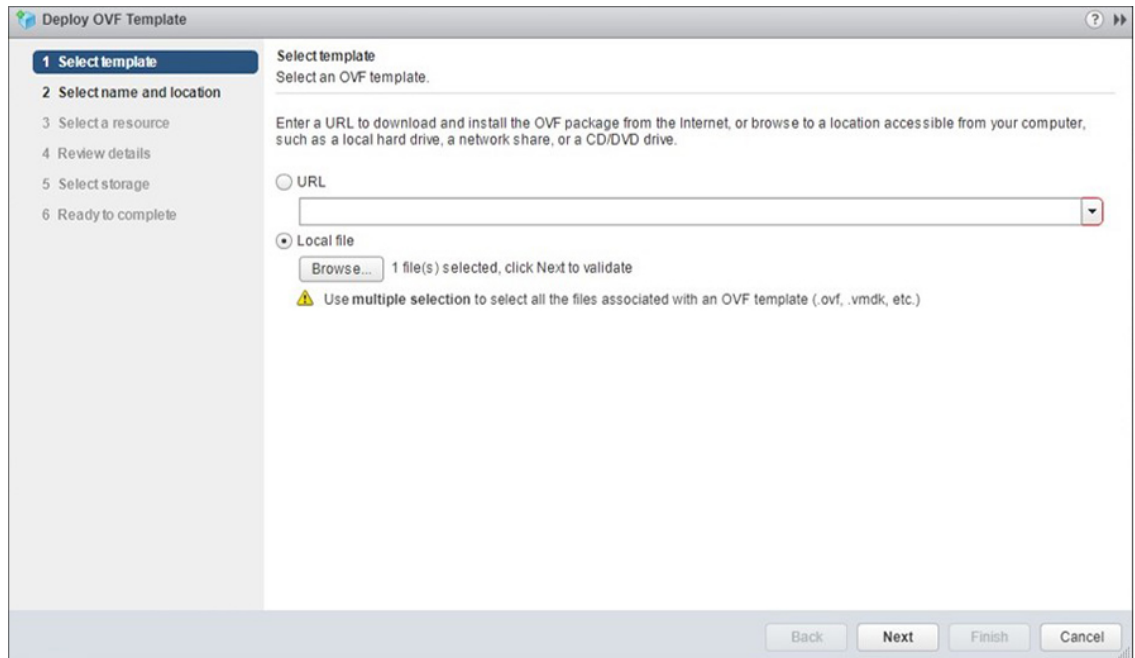 Deploy OVF Template
?
1 Select template
2 Select name and location
3 Select a resource
4 Review details
5 Select storage
6 Ready to complete
Select template
Select an OVF template.
Enter a URL to download and install the OVF package from the Internet, or browse to a location accessible from your computer,
such as a local hard drive, a network share, or a CD/DVD drive.
URL
Local file
Browse... 1 file(s) selected, click Next to validate
Use multiple selection to select all the files associated with an OVF template (.ovf, .vmdk, etc.)
Back Next Finish Cancel